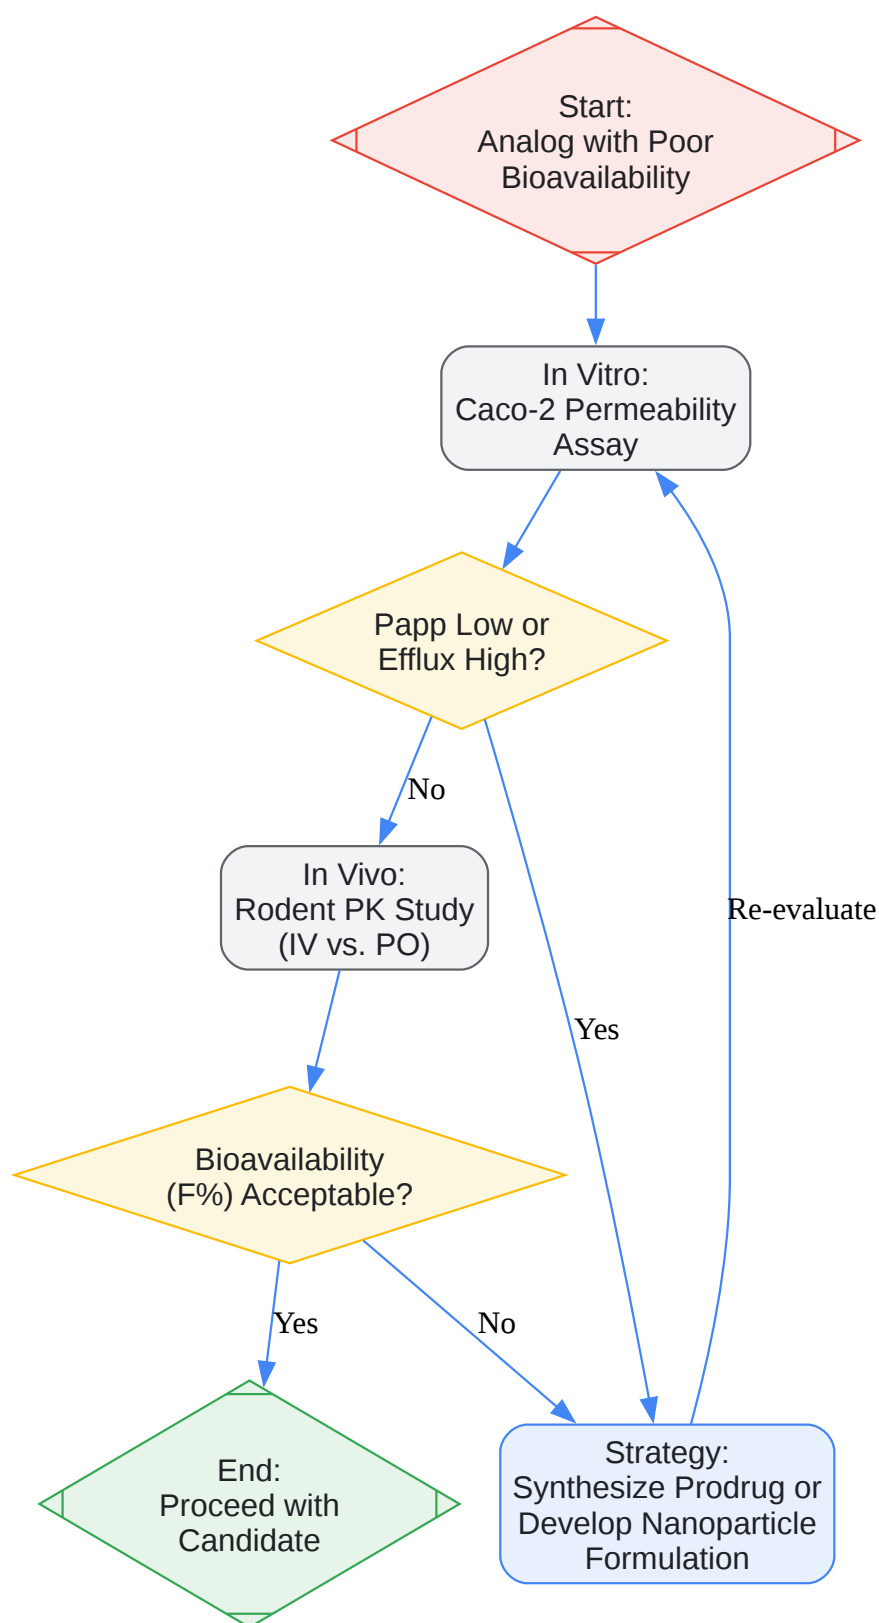 Start:
Analog with Poor
Bioavailability
In Vitro:
Caco-2 Permeability
Assay
Papp Low or
Efflux High?
No
In Vivo:
Rodent PK Study
(IV vs. PO)
Re-evaluate
Yes
Bioavailability
(F%) Acceptable?
Yes
No
End:
Proceed with
Candidate
Strategy:
Synthesize Prodrug or
Develop Nanoparticle
Formulation